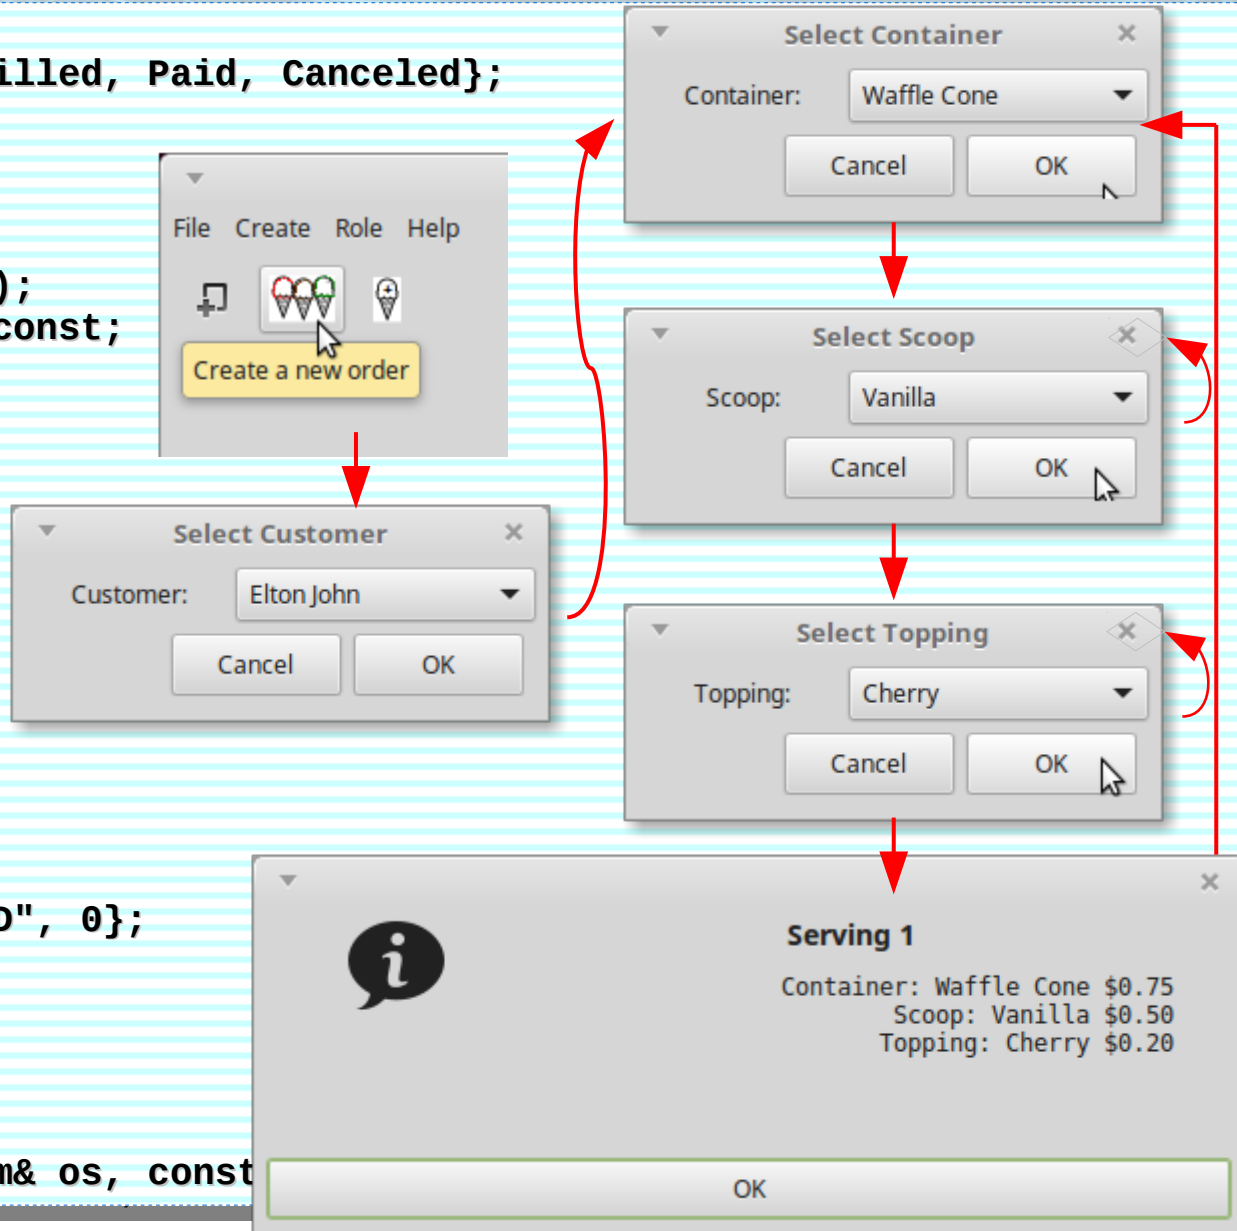 illed, Paid, Canceled};
);
const;
D", 0};
m& os, const
File Create Role Help
Create a new order
Select Customer
Customer: Elton John
Cancel OK
Select Container
Container: Waffle Cone
Cancel OK
Select Scoop
Scoop: Vanilla
Cancel OK
Select Topping
Topping: Cherry
Cancel OK
Serving 1
Container: Waffle Cone $0.75
Scoop: Vanilla $0.50
Topping: Cherry $0.20
OK